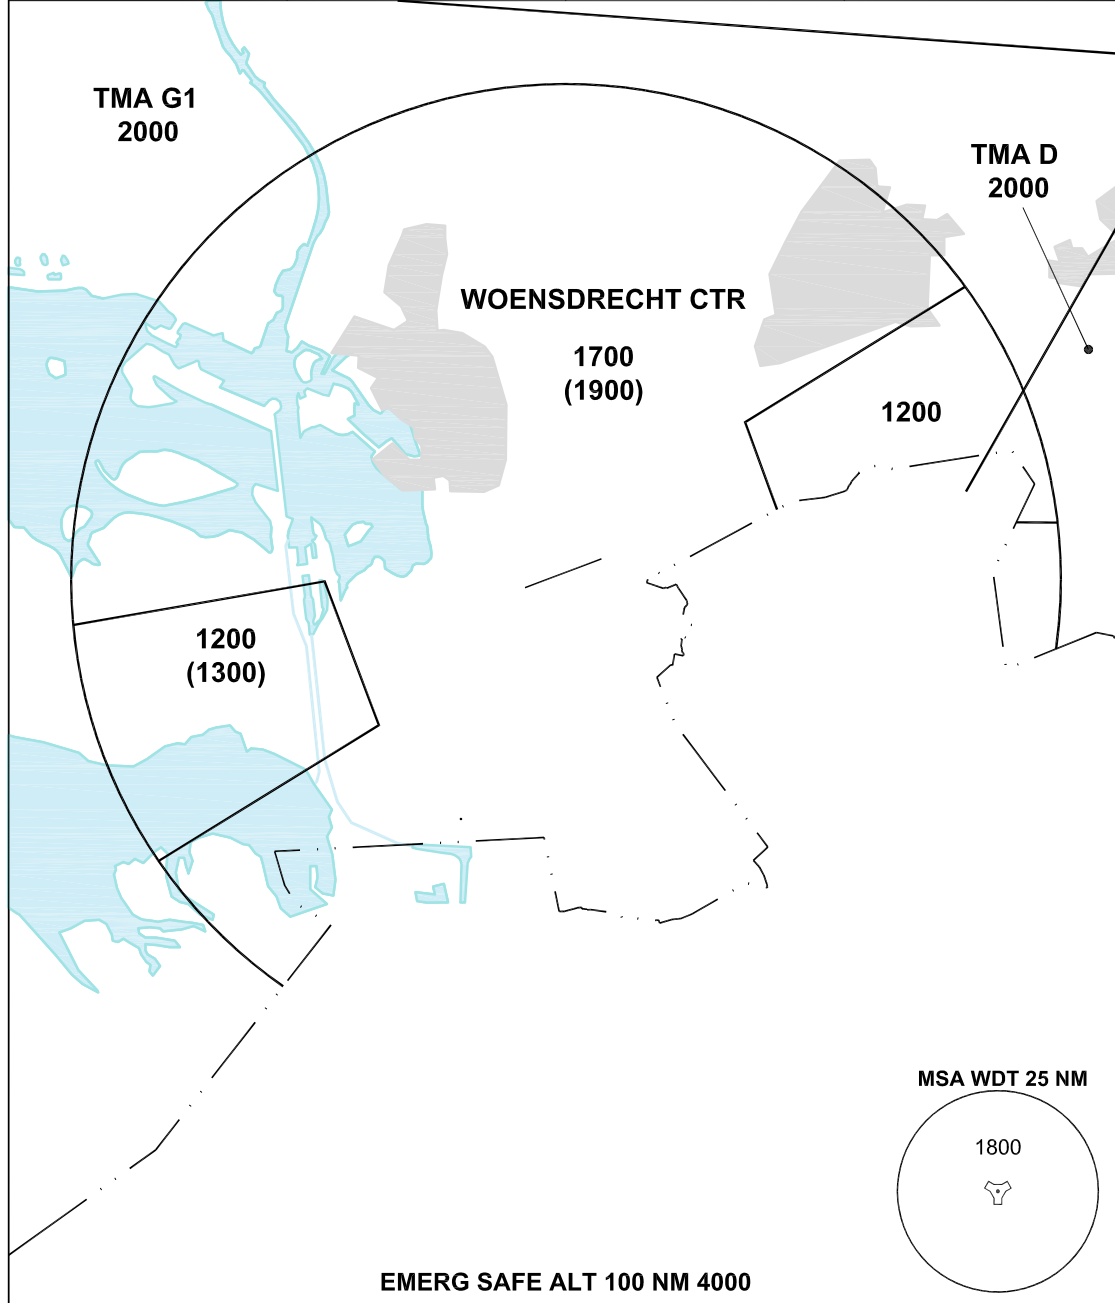 TMA G1
2000
TMA D
2000
WOENSDRECHT CTR
1700
(1900)
1200
1200
(1300)
MSA WDT 25 NM
1800
EMERG SAFE ALT 100 NM 4000